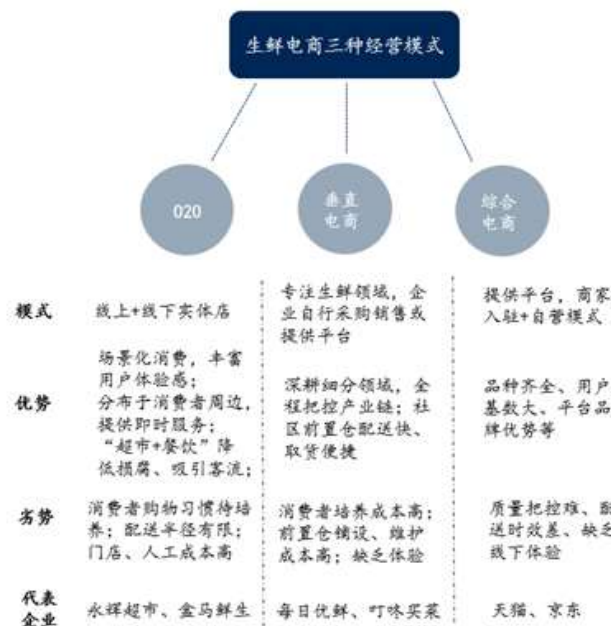 生鲜电商三种经营模式
O2O
垂直
电商
综合
电商
模式
线上+线下实体店
专注生鲜领域，企
业自行采购销售或
提供平台
提供平台，商家
入驻+自营模式
优势
场景化消费，丰富
用户体验感；
分布于消费者周边，
提供即时服务；
“超市+餐饮”降
低损腐、吸引客流；
深耕细分领域，全
程把控产业链；社
区前置仓配送快、
取货便捷
品种齐全、用户
基数大、平台品
牌优势等
劣势
消费者购物习惯待培
养；配送半径有限；
门店、人工成本高
消费者培养成本高；
前置仓铺设、维护
成本高；缺乏体验
质量把控难、配
送时效差、缺乏
线下体验
代表
企业
永辉超市、盒马鲜生
每日优鲜、叮咚买菜
天猫、京东